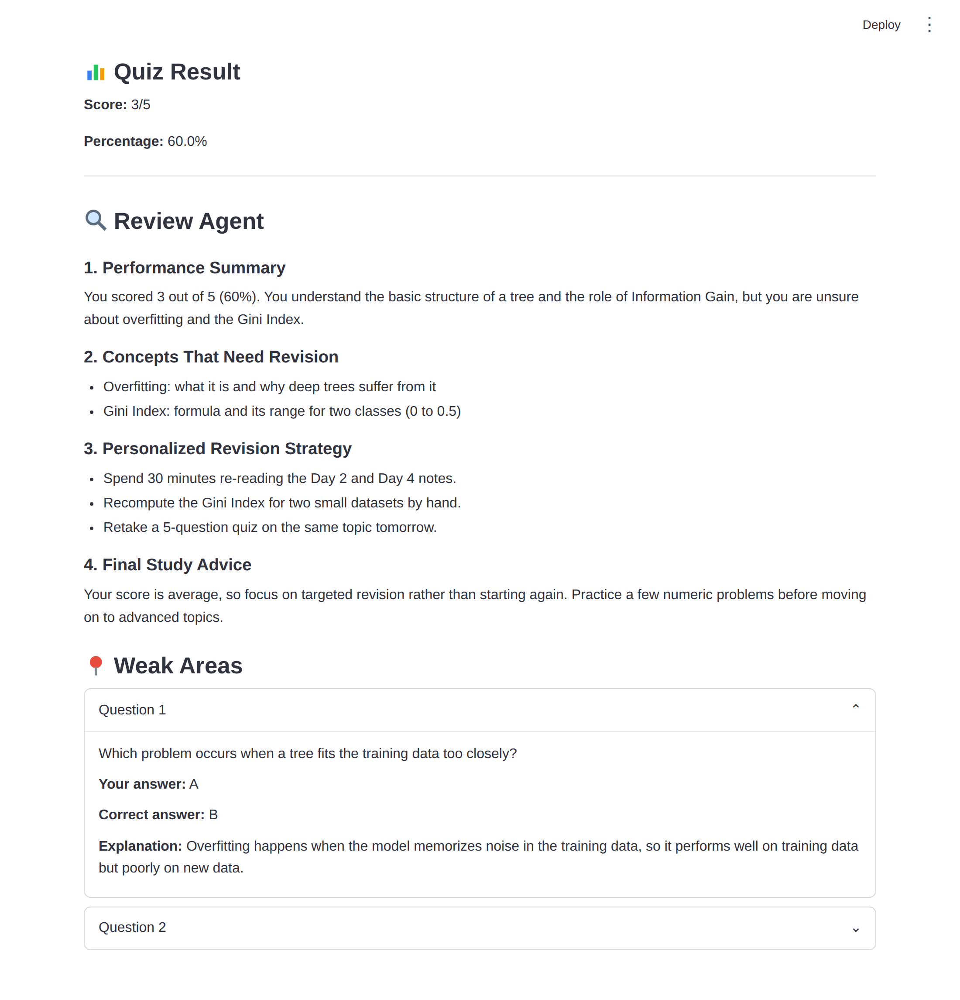 Deploy
Quiz Result
Score: 3/5
Percentage: 60.0%
Review Agent
1. Performance Summary
You scored 3 out of 5 (60%). You understand the basic structure of a tree and the role of Information Gain, but you are unsure
about overfitting and the Gini Index.
2. Concepts That Need Revision
• Overfitting: what it is and why deep trees suffer from it
• Gini Index: formula and its range for two classes (0 to 0.5)
3. Personalized Revision Strategy
• Spend 30 minutes re-reading the Day 2 and Day 4 notes.
• Recompute the Gini Index for two small datasets by hand.
• Retake a 5-question quiz on the same topic tomorrow.
4. Final Study Advice
Your score is average, so focus on targeted revision rather than starting again. Practice a few numeric problems before moving
on to advanced topics.
Weak Areas
Question 1
Which problem occurs when a tree fits the training data too closely?
Your answer: A
Correct answer: B
Explanation: Overfitting happens when the model memorizes noise in the training data, so it performs well on training data
but poorly on new data.
Question 2